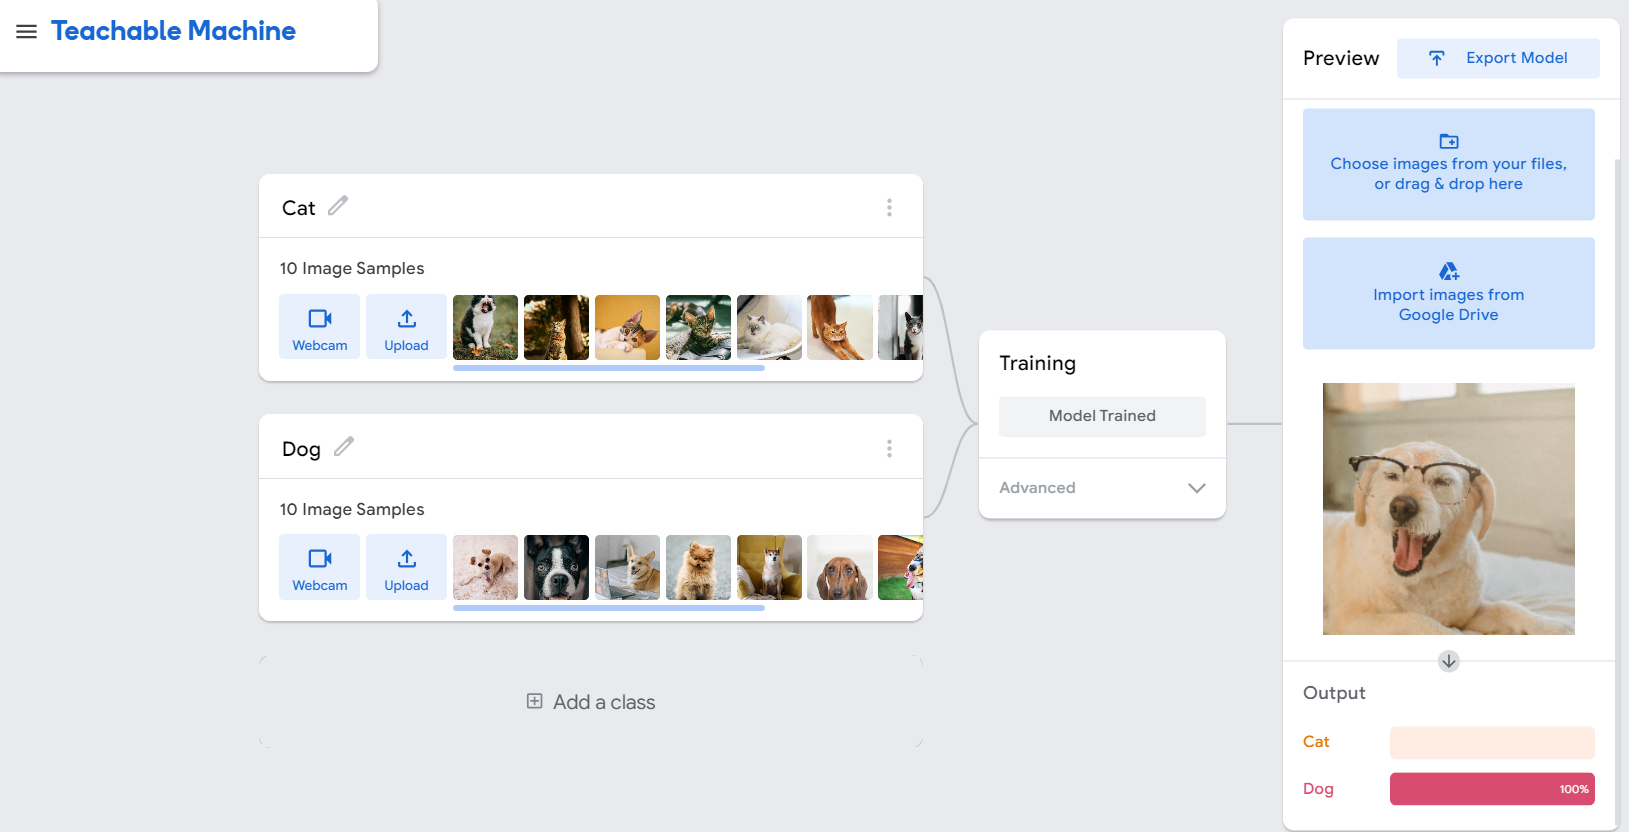 Teachable Machine
Cat
10 Image Samples
Webcam
Upload
Dog
10 Image Samples
Webcam
Upload
Add a class
Training
Model Trained
Advanced
Preview
Export Model
Choose images from your files,
or drag & drop here
Import images from
Google Drive
Output
Cat
Dog
100%